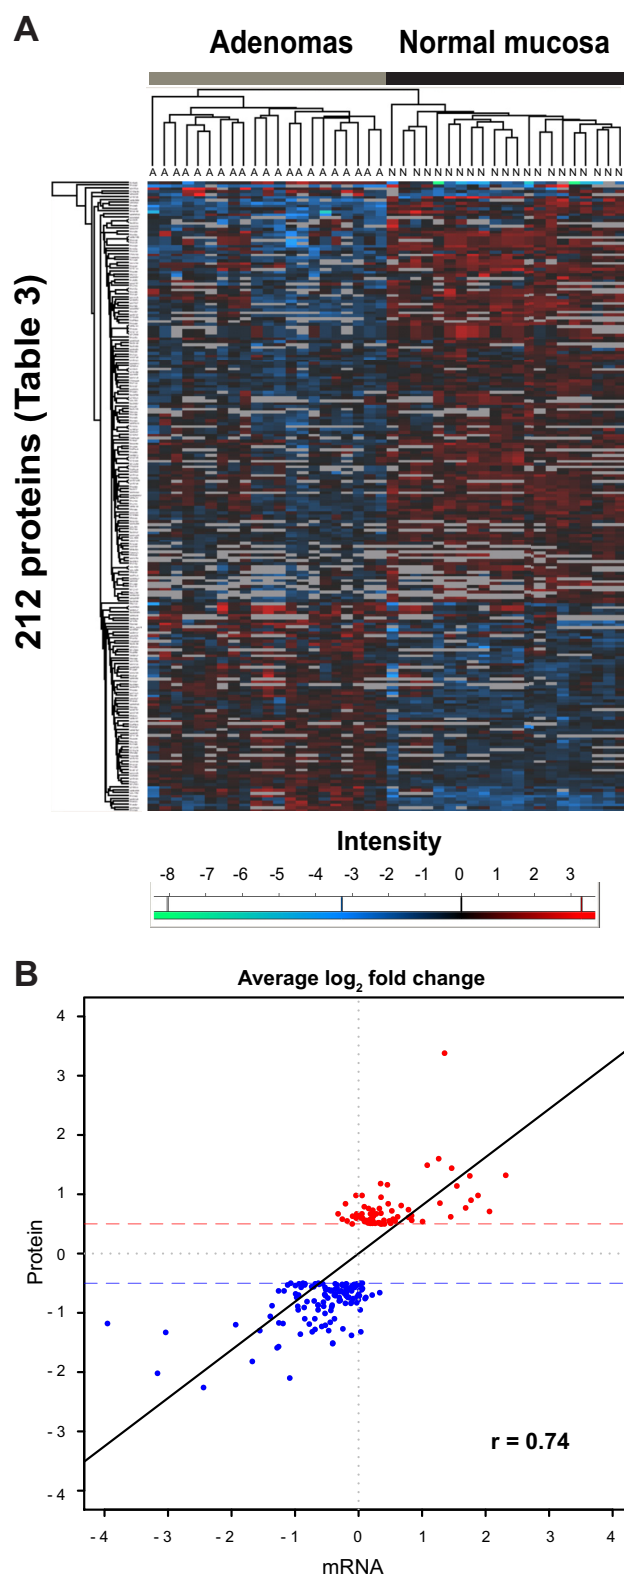 A
Adenomas Normal mucosa
A A A A A A A A A A A A A A A A A A A A N N N N N N N N N N N N N N N N N N N N
212 proteins (Table 3)
Intensity
-8 -7 -6 -5 -4 -3 -2 -1 0 1 2 3
B
Average log2 fold change
4
3
2
1
0
- 1
- 2
- 3
- 4
Protein
r = 0.74
- 4 - 3 - 2 - 1 0 1 2 3 4
mRNA